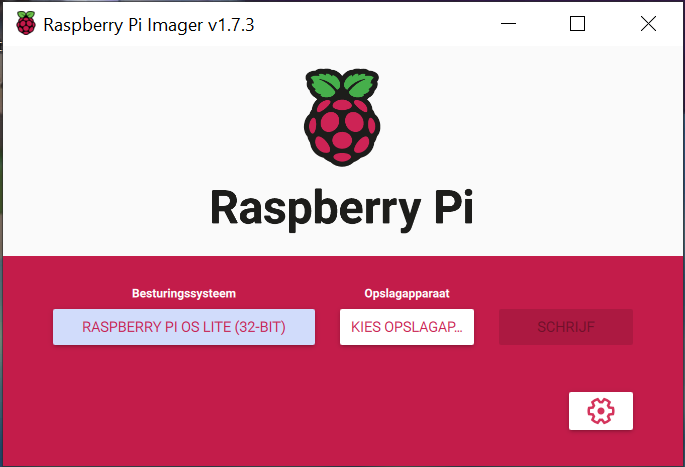 Raspberry Pi Imager v1.7.3
Raspberry Pi
Besturingssysteem
Opslagapparaat
RASPBERRY PI OS LITE (32-BIT)
KIES OPSLAGAP...
SCHRIJF